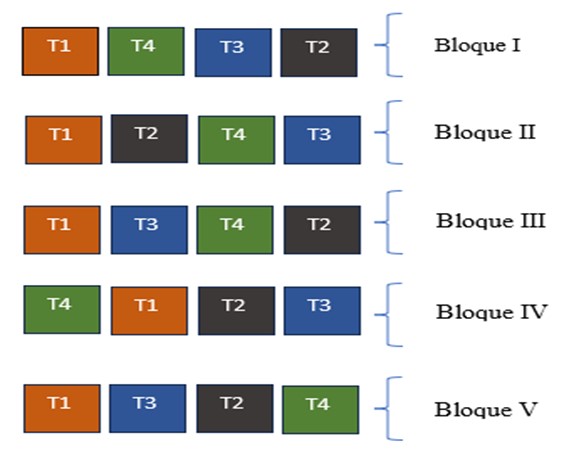 T1 T4 T3 T2 Bloque I
T1 T2 T4 T3 Bloque II
T1 T3 T4 T2 Bloque III
T4 T1 T2 T3 Bloque IV
T1 T3 T2 T4 Bloque V